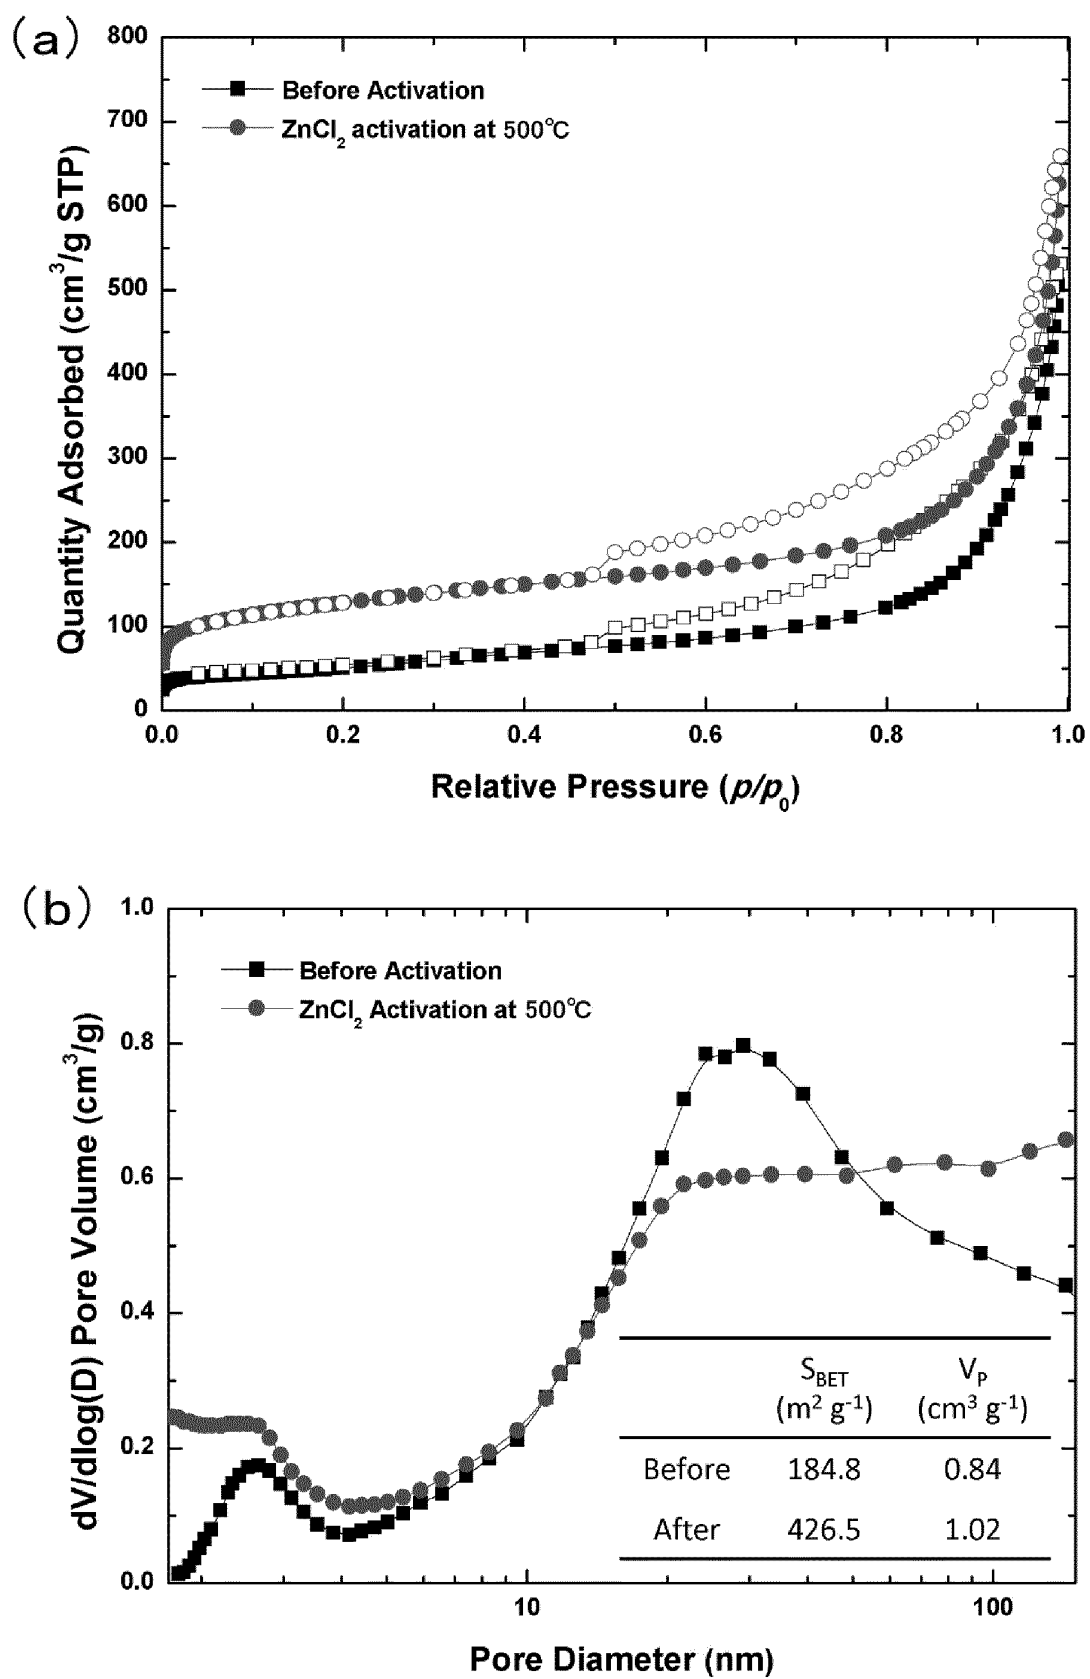 (a)
800
700
600
500
400
300
200
100
0
Quantity Adsorbed (cm³/g STP)
Before Activation
ZnCl₂ activation at 500℃
0.0 0.2 0.4 0.6 0.8 1.0
Relative Pressure (p/p₀)
(b)
1.0
0.8
0.6
0.4
0.2
0.0
dV/dlog(D) Pore Volume (cm³/g)
Before Activation
ZnCl₂ Activation at 500℃
S_BET V_P
(m² g⁻¹) (cm³ g⁻¹)
Before 184.8 0.84
After 426.5 1.02
10 100
Pore Diameter (nm)